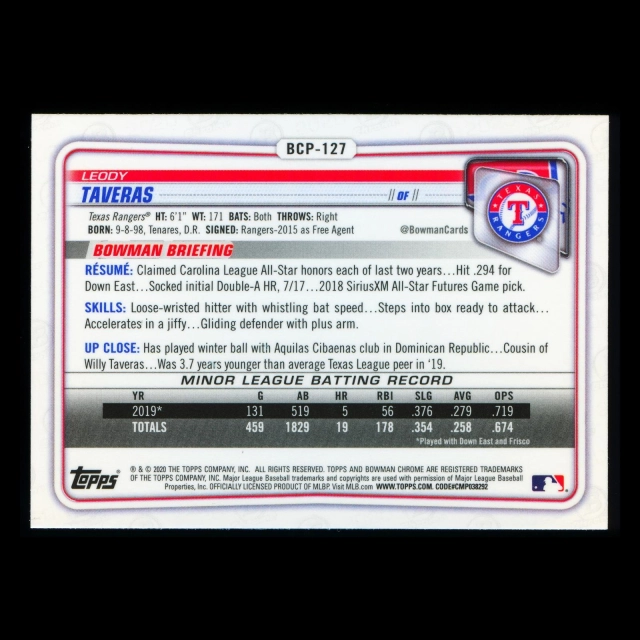 BCP-127
LEODY
TAVERAS
// OF //
TEXAS
T
RANGERS
Texas Rangers® HT: 6'1" WT: 171 BATS: Both THROWS: Right
BORN: 9-8-98, Tenares, D.R. SIGNED: Rangers-2015 as Free Agent
@BowmanCards
BOWMAN BRIEFING
RÉSUMÉ: Claimed Carolina League All-Star honors each of last two years...Hit .294 for
Down East...Socked initial Double-A HR, 7/17...2018 SiriusXM All-Star Futures Game pick.
SKILLS: Loose-wristed hitter with whistling bat speed...Steps into box ready to attack...
Accelerates in a jiffy...Gliding defender with plus arm.
UP CLOSE: Has played winter ball with Aquilas Cibaenas club in Dominican Republic...Cousin of
Willy Taveras...Was 3.7 years younger than average Texas League peer in '19.
MINOR LEAGUE BATTING RECORD
YR G AB HR RBI SLG AVG OPS
2019* 131 519 5 56 .376 .279 .719
TOTALS 459 1829 19 178 .354 .258 .674
*Played with Down East and Frisco
Topps®
® & © 2020 THE TOPPS COMPANY, INC. ALL RIGHTS RESERVED. TOPPS AND BOWMAN CHROME ARE REGISTERED TRADEMARKS
OF THE TOPPS COMPANY, INC. Major League Baseball trademarks and copyrights are used with permission of Major League Baseball
Properties, Inc. OFFICIALLY LICENSED PRODUCT OF MLBP. Visit MLB.com WWW.TOPPS.COM. CODE#CMP038292